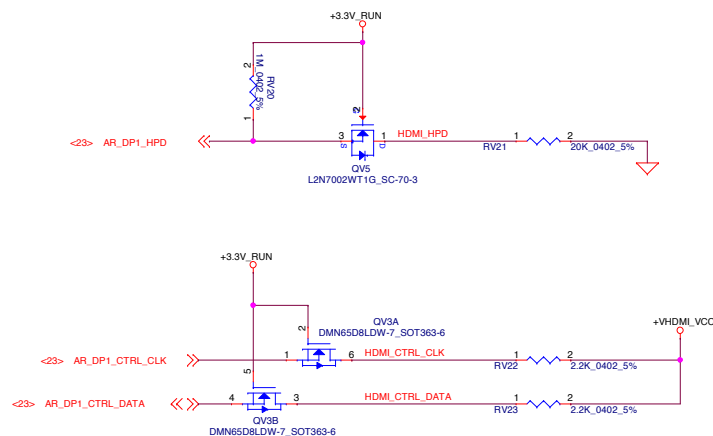 +3.3V_RUN
2
RV20
1M_0402_5%
1
2
G
<23> AR_DP1_HPD
3
S
1
D
HDMI_HPD
1
2
RV21
20K_0402_5%
QV5
L2N7002WT1G_SC-70-3
+3.3V_RUN
QV3A
DMN65D8LDW-7_SOT363-6
+VHDMI_VCC
2
<23> AR_DP1_CTRL_CLK
1
6
HDMI_CTRL_CLK
1
2
RV22
2.2K_0402_5%
5
<23> AR_DP1_CTRL_DATA
4
3
HDMI_CTRL_DATA
1
2
RV23
2.2K_0402_5%
QV3B
DMN65D8LDW-7_SOT363-6